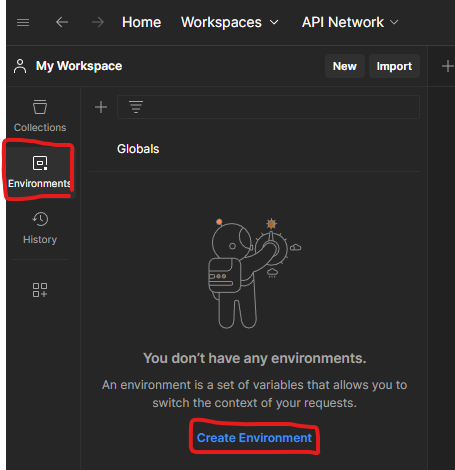 Home Workspaces API Network
My Workspace New Import
Collections
Globals
Environments
History
You don’t have any environments.
An environment is a set of variables that allows you to
switch the context of your requests.
Create Environment